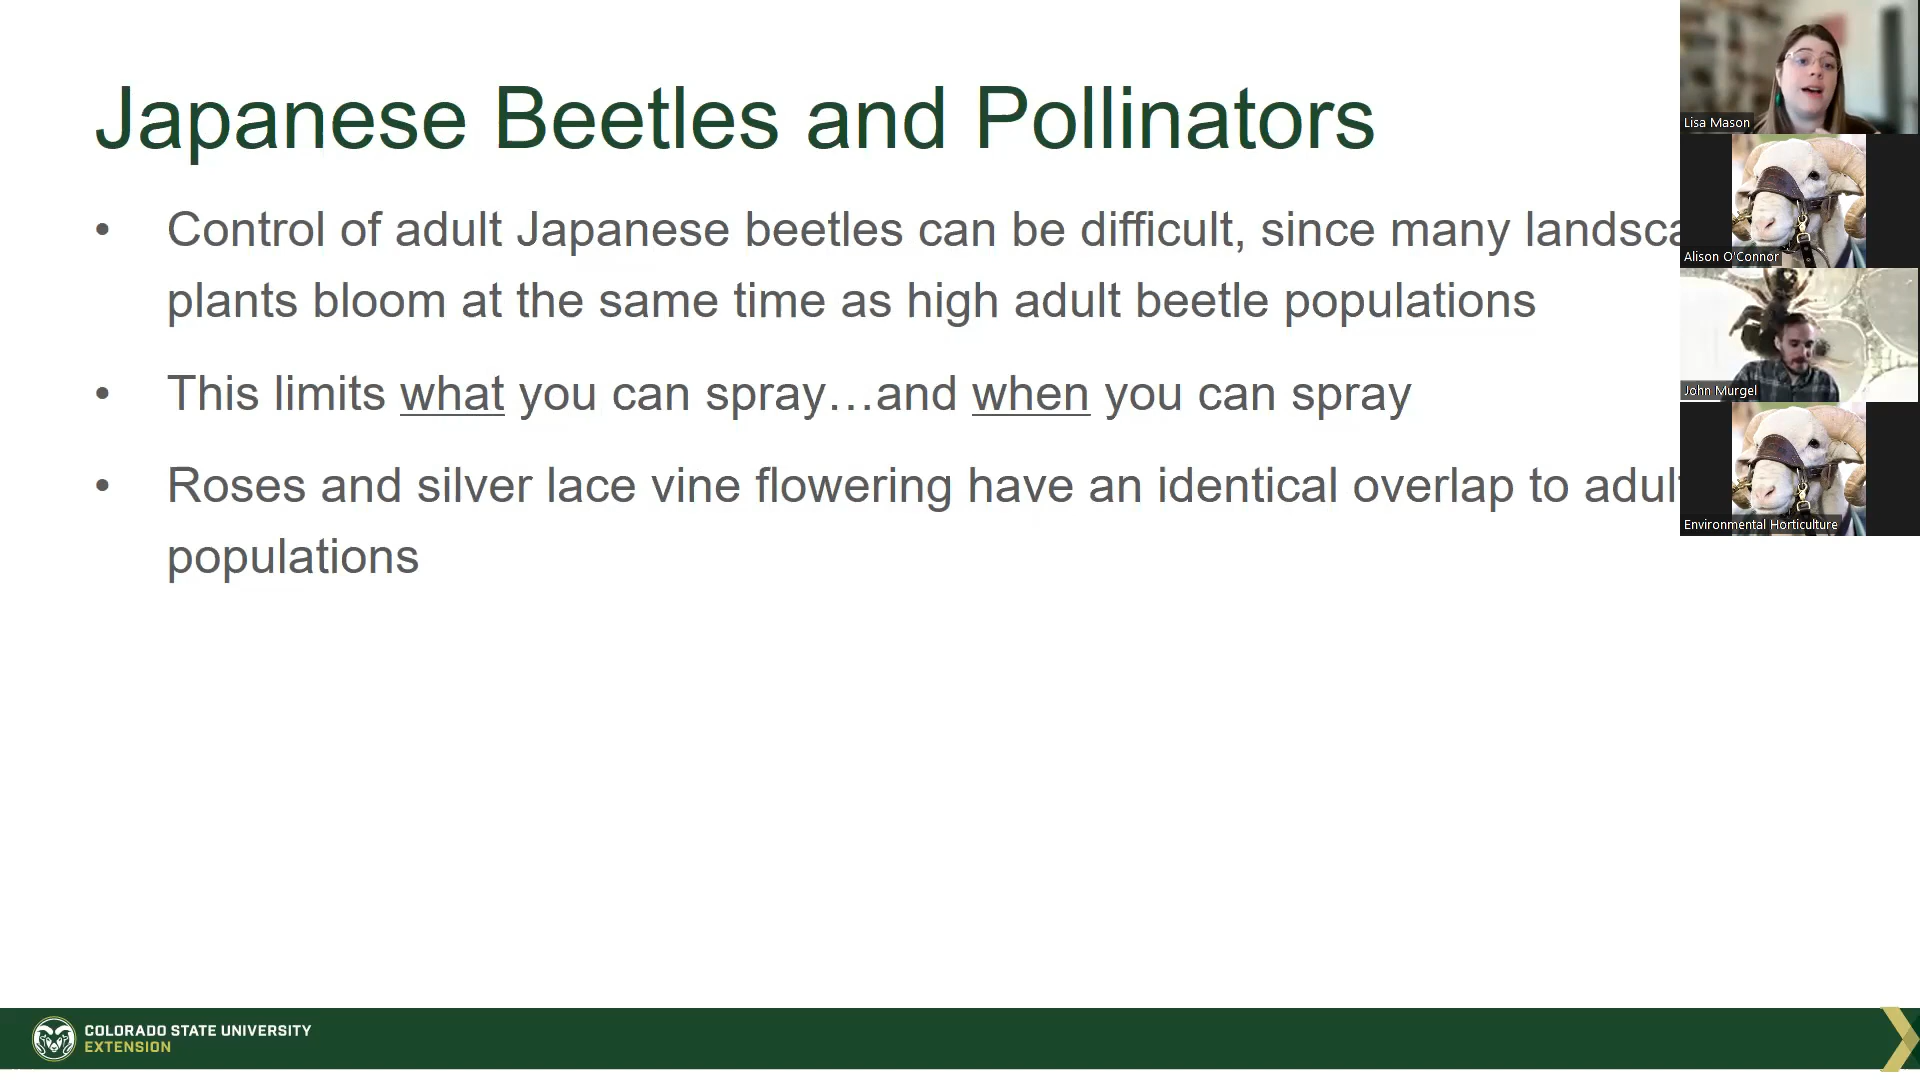 Japanese Beetles and Pollinators
• Control of adult Japanese beetles can be difficult, since many
plants bloom at the same time as high adult beetle populations
• This limits what you can spray…and when you can spray
• Roses and silver lace vine flowering have an identical overlap to
populations
Lisa Mason
Alison O'Connor
John Murgel
Environmental Horticulture
COLORADO STATE UNIVERSITY
EXTENSION